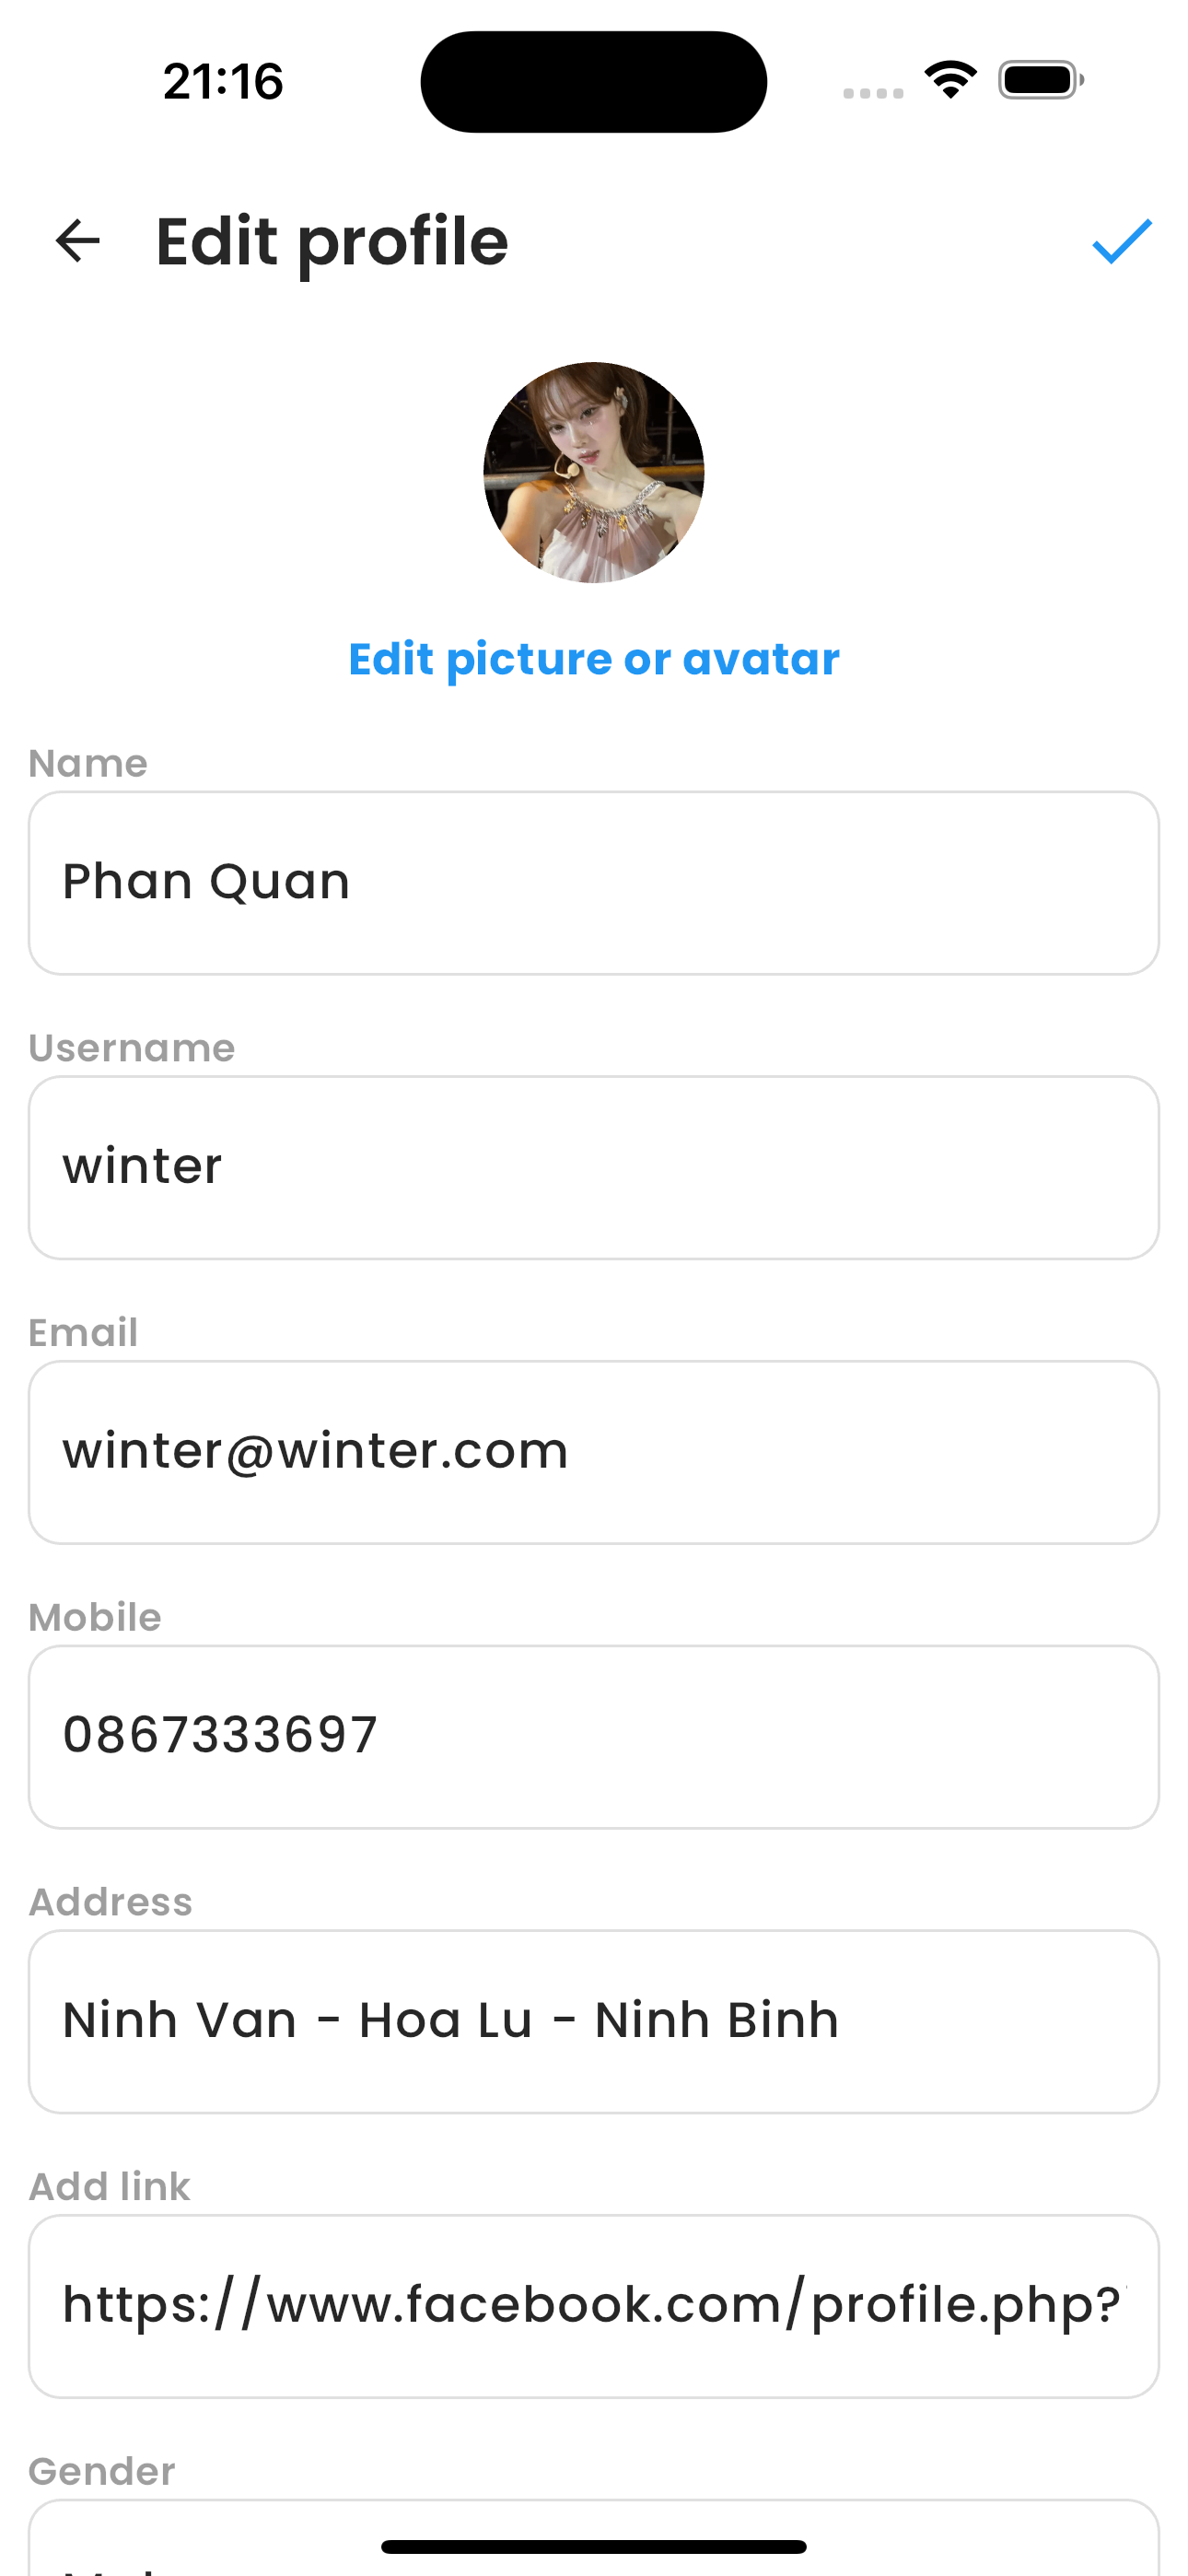 21:16
Edit profile
Edit picture or avatar
Name
Phan Quan
Username
winter
Email
winter@winter.com
Mobile
0867333697
Address
Ninh Van - Hoa Lu - Ninh Binh
Add link
https://www.facebook.com/profile.php?
Gender